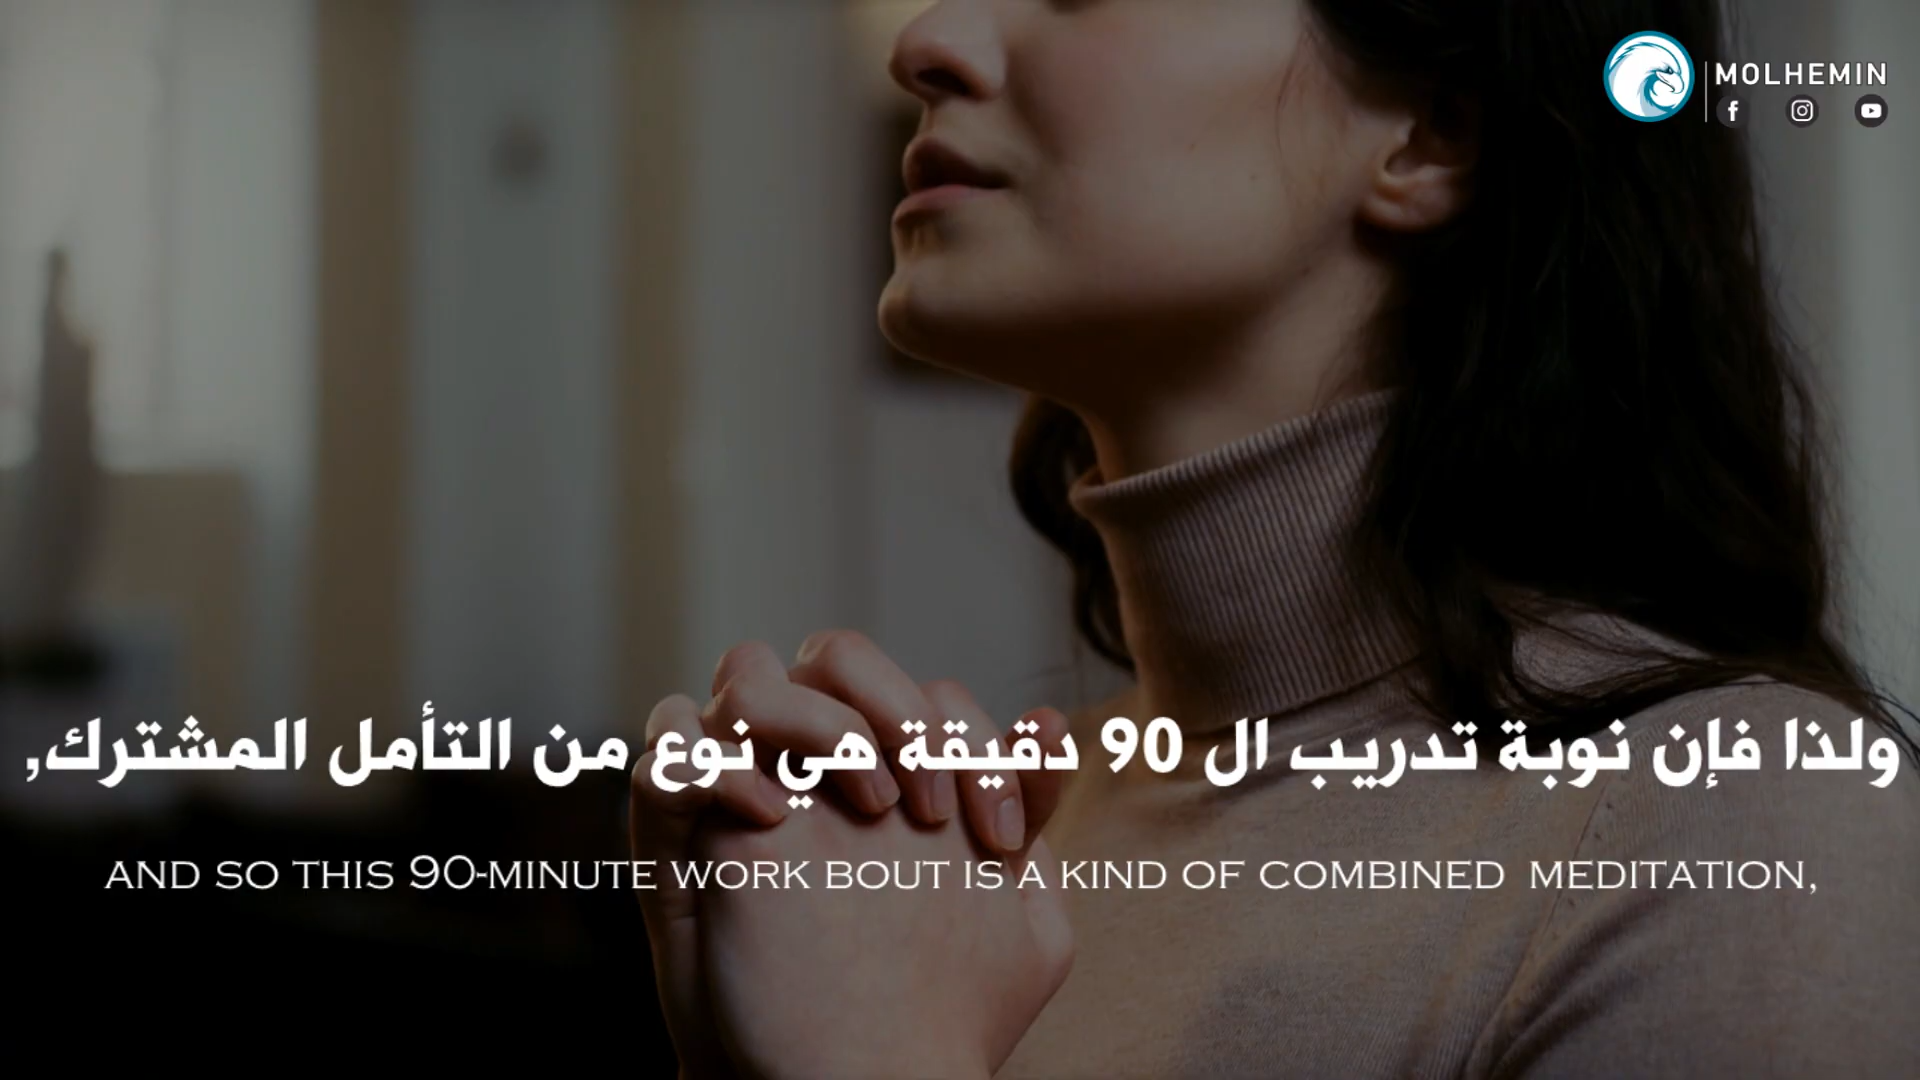 MOLHEMIN
ولذا فإن نوبة تدريب ال 90 دقيقة هي نوع من التأمل المشترك,
AND SO THIS 90-MINUTE WORK BOUT IS A KIND OF COMBINED MEDITATION,